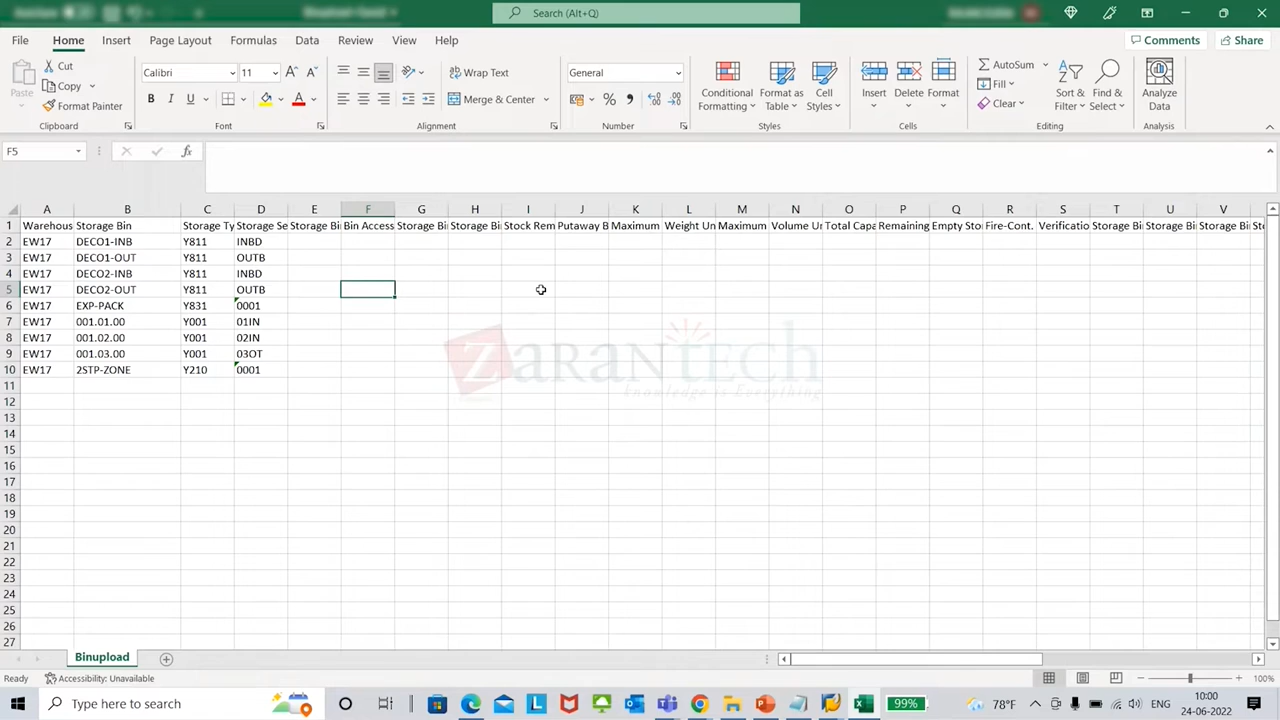 Search (Alt+Q)
File Home Insert Page Layout Formulas Data Review View Help Comments Share
Paste Cut Copy Format Painter Calibri 11 Wrap Text Merge & Center General Conditional Formatting Format as Table Cell Styles Insert Delete Format AutoSum Fill Clear Sort & Filter Find & Select Analyze Data
Clipboard Font Alignment Number Styles Cells Editing Analysis
F5 fx
A B C D E F G H I J K L M N O P Q R S T U V
1 Warehous Storage Bin Storage Ty Storage Se Storage Bi Bin Access Storage Bi Storage Bi Stock Rem Putaway B Maximum Weight Un Maximum Volume Ur Total Capa Remaining Empty Sto Fire-Cont. Verificatio Storage Bi Storage Bi Storage Bi
2 EW17 DECO1-INB Y811 INBD
3 EW17 DECO1-OUT Y811 OUTB
4 EW17 DECO2-INB Y811 INBD
5 EW17 DECO2-OUT Y811 OUTB
6 EW17 EXP-PACK Y831 0001
7 EW17 001.01.00 Y001 01IN
8 EW17 001.02.00 Y001 02IN
9 EW17 001.03.00 Y001 03OT
10 EW17 2STP-ZONE Y210 0001
11
12
13
14
15
16
17
18
19
20
21
22
23
24
25
26
27
ZARANTECH
Knowledge is Everything
Binupload
Ready Accessibility: Unavailable 100%
Type here to search 99% 78°F ENG 10:00
24-06-2022